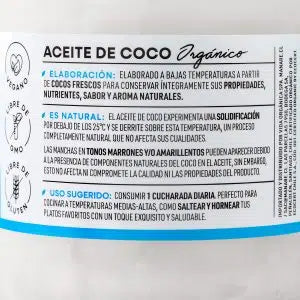 ACEITE DE COCO Orgánico
ELABORACIÓN: ELABORADO A BAJAS TEMPERATURAS A PARTIR
DE COCOS FRESCOS PARA CONSERVAR ÍNTEGRAMENTE SUS PROPIEDADES,
NUTRIENTES, SABOR Y AROMA NATURALES.
ES NATURAL: EL ACEITE DE COCO EXPERIMENTA UNA SOLIDIFICACIÓN
POR DEBAJO DE LOS 25°C Y SE DERRITE SOBRE ESTA TEMPERATURA, UN PROCESO
COMPLETAMENTE NATURAL QUE NO AFECTA SUS CUALIDADES.
LAS MANCHAS EN TONOS MARRONES Y/O AMARILLENTOS PUEDEN APARECER DEBIDO
A LA PRESENCIA DE COMPONENTES NATURALES DEL COCO EN EL ACEITE, SIN EMBARGO,
ESTO NO AFECTA NI COMPROMETE LA CALIDAD NI LAS PROPIEDADES DEL PRODUCTO.
USO SUGERIDO: CONSUMIR 1 CUCHARADA DIARIA. PERFECTO PARA
COCINAR A TEMPERATURAS MEDIAS-ALTAS, COMO SALTEAR Y HORNEAR TUS
PLATOS FAVORITOS CON UN TOQUE EXQUISITO Y SALUDABLE.
VEGANO
LIBRE DE
GMO
LIBRE DE
GLUTEN